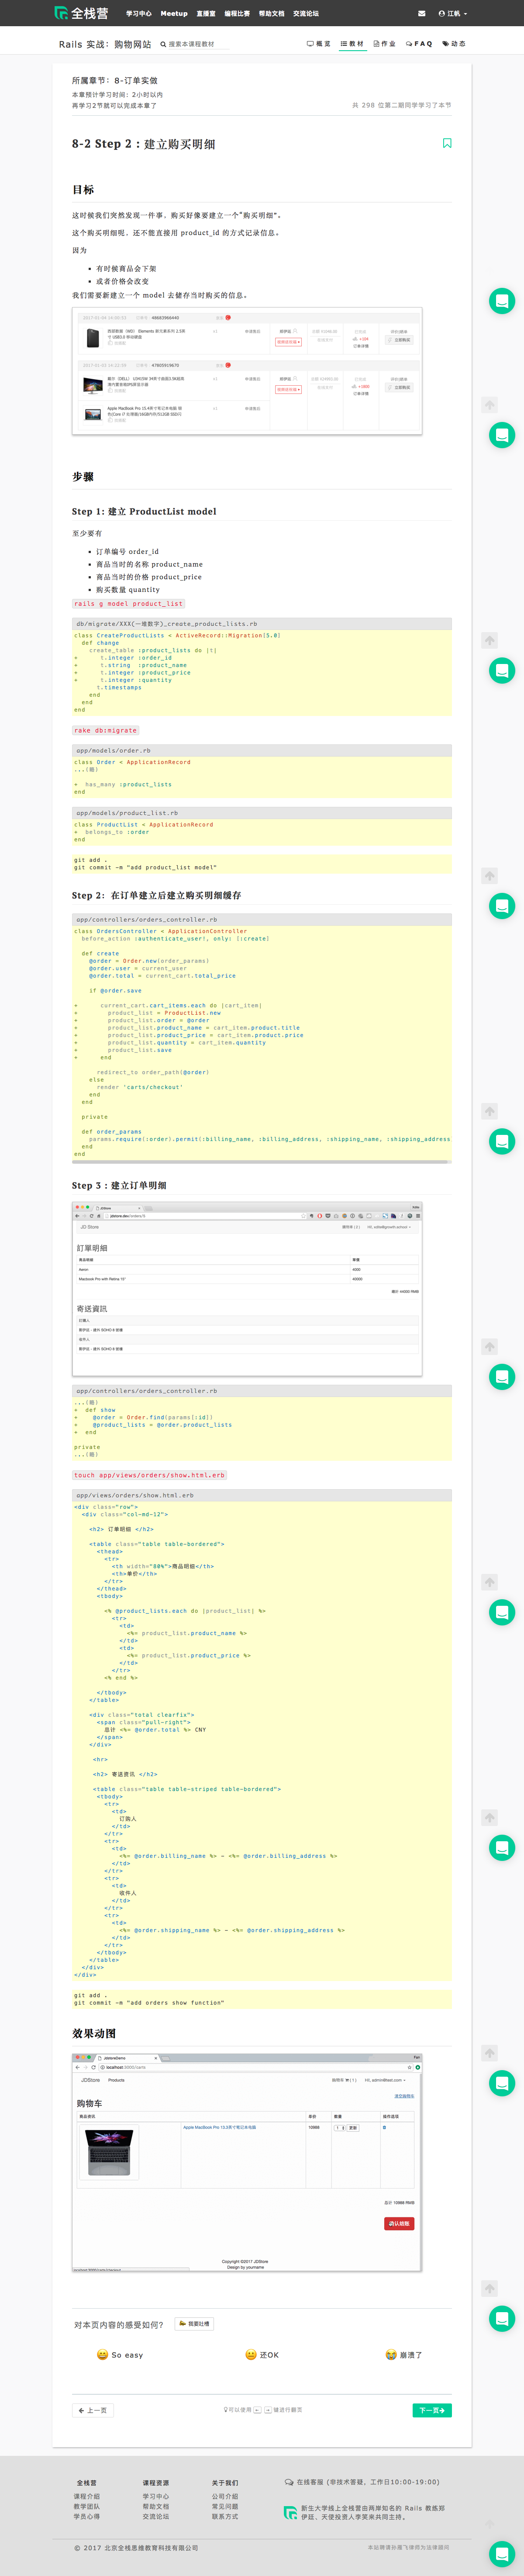 全栈营 学习中心 Meetup 直播室 编程比赛 帮助文档 交流论坛 江帆
Rails 实战：购物网站 搜索本课程教材 概览 教材 作业 FAQ 动态
所属章节：8-订单实做
本章预计学习时间：2小时以内
再学习2节就可以完成本章了
共 298 位第二期同学学习了本节
8-2 Step 2：建立购买明细
目标
这时候我们突然发现一件事，购买好像要建立一个"购买明细"。
这个购买明细呢，还不能直接用 product_id 的方式记录信息。
因为
有时候商品会下架
或者价格会改变
我们需要新建立一个 model 去储存当时购买的信息。
步骤
Step 1: 建立 ProductList model
至少要有
订单编号 order_id
商品当时的名称 product_name
商品当时的价格 product_price
购买数量 quantity
rails g model product_list
db/migrate/XXX(一堆数字)_create_product_lists.rb
class CreateProductLists < ActiveRecord::Migration[5.0]
def change
create_table :product_lists do |t|
+ t.integer :order_id
+ t.string :product_name
+ t.integer :product_price
+ t.integer :quantity
t.timestamps
end
end
end
rake db:migrate
app/models/order.rb
class Order < ApplicationRecord
...(略)
+ has_many :product_lists
end
app/models/product_list.rb
class ProductList < ApplicationRecord
+ belongs_to :order
end
git add .
git commit -m "add product_list model"
Step 2：在订单建立后建立购买明细缓存
app/controllers/orders_controller.rb
class OrdersController < ApplicationController
before_action :authenticate_user!, only: [:create]
def create
@order = Order.new(order_params)
@order.user = current_user
@order.total = current_cart.total_price
if @order.save
+ current_cart.cart_items.each do |cart_item|
+ product_list = ProductList.new
+ product_list.order = @order
+ product_list.product_name = cart_item.product.title
+ product_list.product_price = cart_item.product.price
+ product_list.quantity = cart_item.quantity
+ product_list.save
+ end
redirect_to order_path(@order)
else
render 'carts/checkout'
end
end
private
def order_params
params.require(:order).permit(:billing_name, :billing_address, :shipping_name, :shipping_address
end
end
Step 3：建立订单明细
JD Store
訂單明細
寄送資訊
app/controllers/orders_controller.rb
...(略)
+ def show
+ @order = Order.find(params[:id])
+ @product_lists = @order.product_lists
+ end
private
...(略)
touch app/views/orders/show.html.erb
app/views/orders/show.html.erb
<div class="row">
<div class="col-md-12">
<h2> 订单明细 </h2>
<table class="table table-bordered">
<thead>
<tr>
<th width="80%">商品明细</th>
<th>单价</th>
</tr>
</thead>
<tbody>
<% @product_lists.each do |product_list| %>
<tr>
<td>
<%= product_list.product_name %>
</td>
<td>
<%= product_list.product_price %>
</td>
</tr>
<% end %>
</tbody>
</table>
<div class="total clearfix">
<span class="pull-right">
总计 <%= @order.total %> CNY
</span>
</div>
<hr>
<h2> 寄送资讯 </h2>
<table class="table table-striped table-bordered">
<tbody>
<tr>
<td>
订购人
</td>
</tr>
<tr>
<td>
<%= @order.billing_name %> - <%= @order.billing_address %>
</td>
</tr>
<tr>
<td>
收件人
</td>
</tr>
<tr>
<td>
<%= @order.shipping_name %> - <%= @order.shipping_address %>
</td>
</tr>
</tbody>
</table>
</div>
</div>
git add .
git commit -m "add orders show function"
效果动图
JDStore Products
购物车
Apple MacBook Pro 13.3英寸笔记本电脑
确认结账
Copyright ©2017 JDStore
Design by yourname
对本页内容的感受如何？ 我要吐槽
So easy 还OK 崩溃了
上一页 可以使用 键进行翻页 下一页
全栈营 课程资源 关于我们
课程介绍 学习中心 公司介绍
教学团队 帮助文档 常见问题
学员心得 交流论坛 联系方式
在线客服 (非技术答疑，工作日10:00-19:00)
新生大学线上全栈营由两岸知名的 Rails 教练郑
伊廷、天使投资人李笑来共同主持。
© 2017 北京全栈思维教育科技有限公司